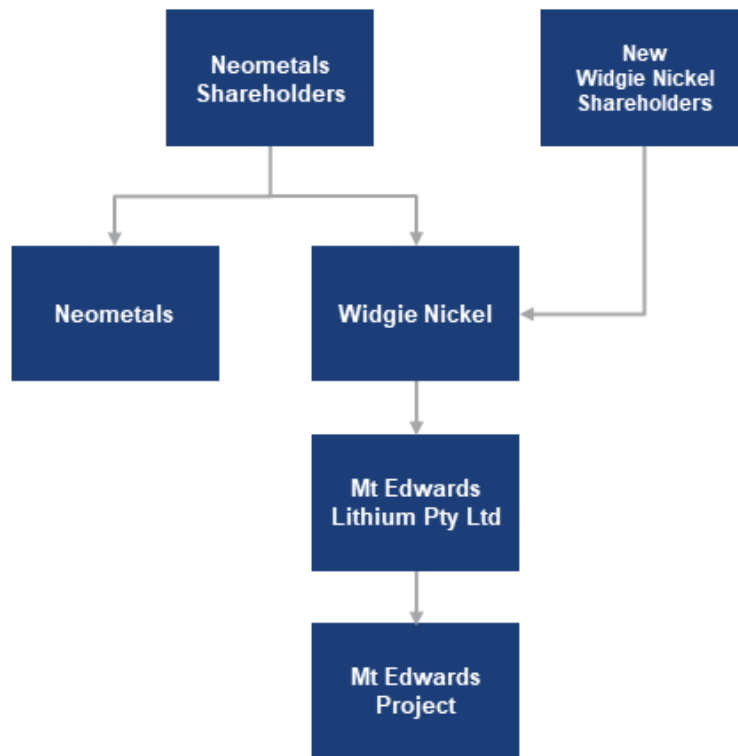 Neometals
Shareholders
New
Widgie Nickel
Shareholders
Neometals
Widgie Nickel
Mt Edwards
Lithium Pty Ltd
Mt Edwards
Project